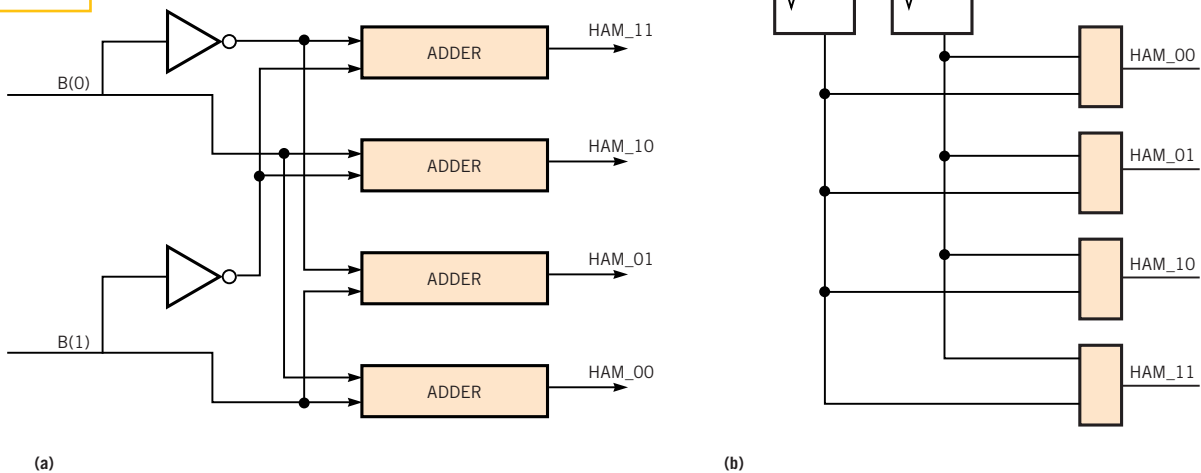 B(0)
B(1)
ADDER
HAM_11
ADDER
HAM_10
ADDER
HAM_01
ADDER
HAM_00
(a)
HAM_00
HAM_01
HAM_10
HAM_11
(b)